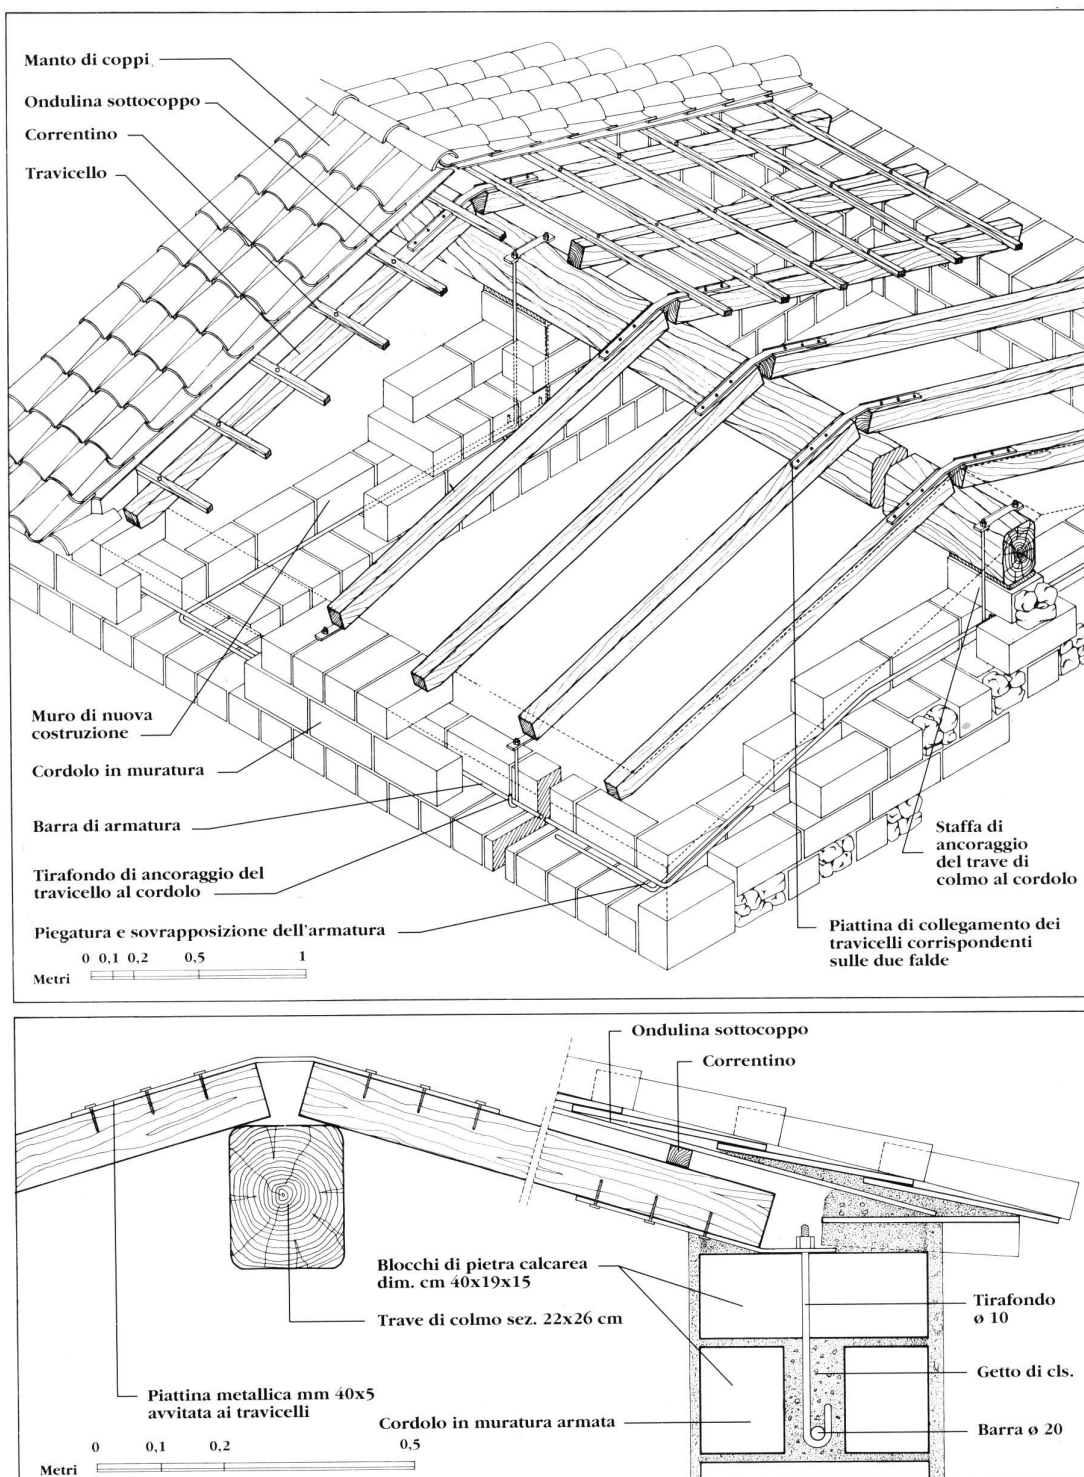 Manto di coppi
Ondulina sottocoppo
Correntino
Travicello
Muro di nuova
costruzione
Cordolo in muratura
Barra di armatura
Tirafondo di ancoraggio del
travicello al cordolo
Piegatura e sovrapposizione dell'armatura
0 0,1 0,2 0,5 1
Metri
Staffa di
ancoraggio
del trave di
colmo al cordolo
Piattina di collegamento dei
travicelli corrispondenti
sulle due falde
Ondulina sottocoppo
Correntino
Blocchi di pietra calcarea
dim. cm 40x19x15
Trave di colmo sez. 22x26 cm
Tirafondo
ø 10
Getto di cls.
Piattina metallica mm 40x5
avvitata ai travicelli
Cordolo in muratura armata
Barra ø 20
0 0,1 0,2 0,5
Metri